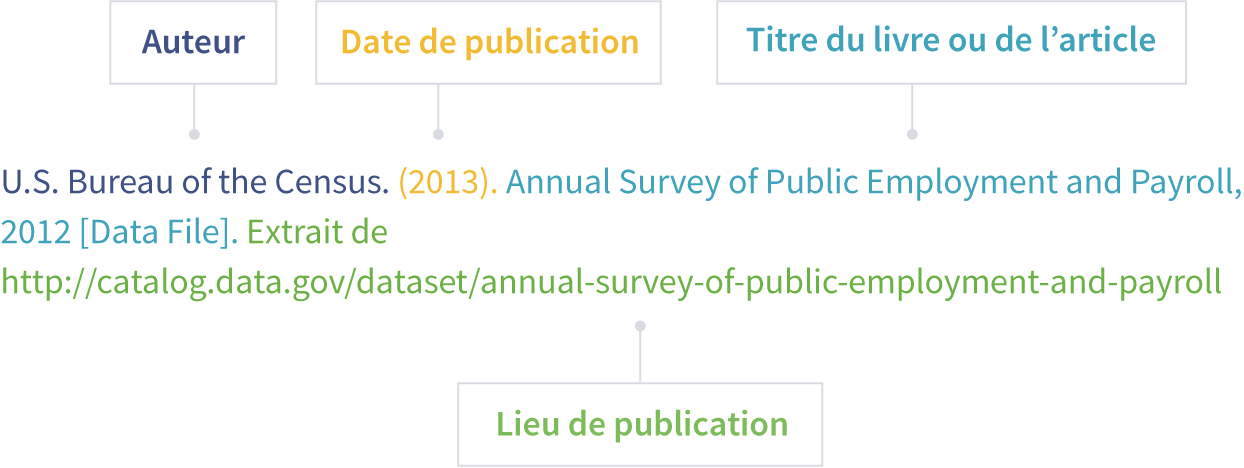 Auteur
Date de publication
Titre du livre ou de l’article
U.S. Bureau of the Census. (2013). Annual Survey of Public Employment and Payroll,
2012 [Data File]. Extrait de
http://catalog.data.gov/dataset/annual-survey-of-public-employment-and-payroll
Lieu de publication